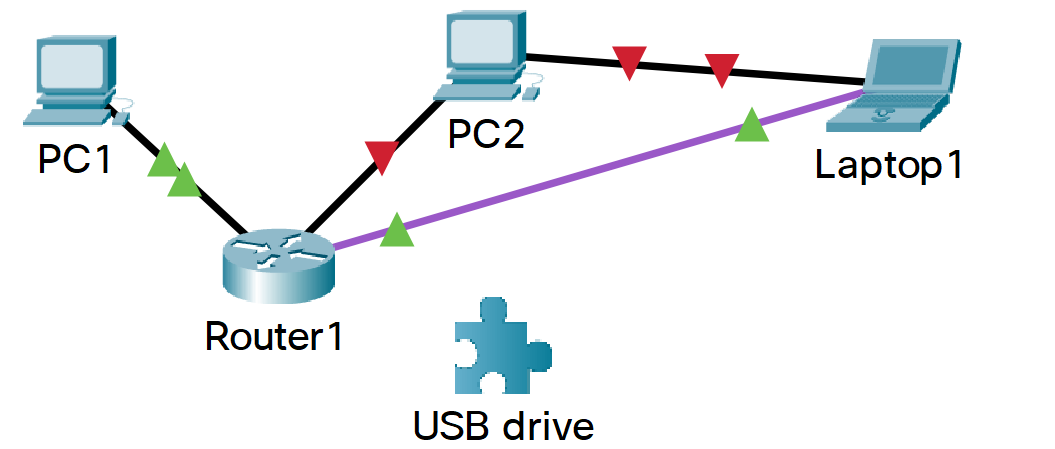 PC1
PC2
Laptop1
Router1
USB drive